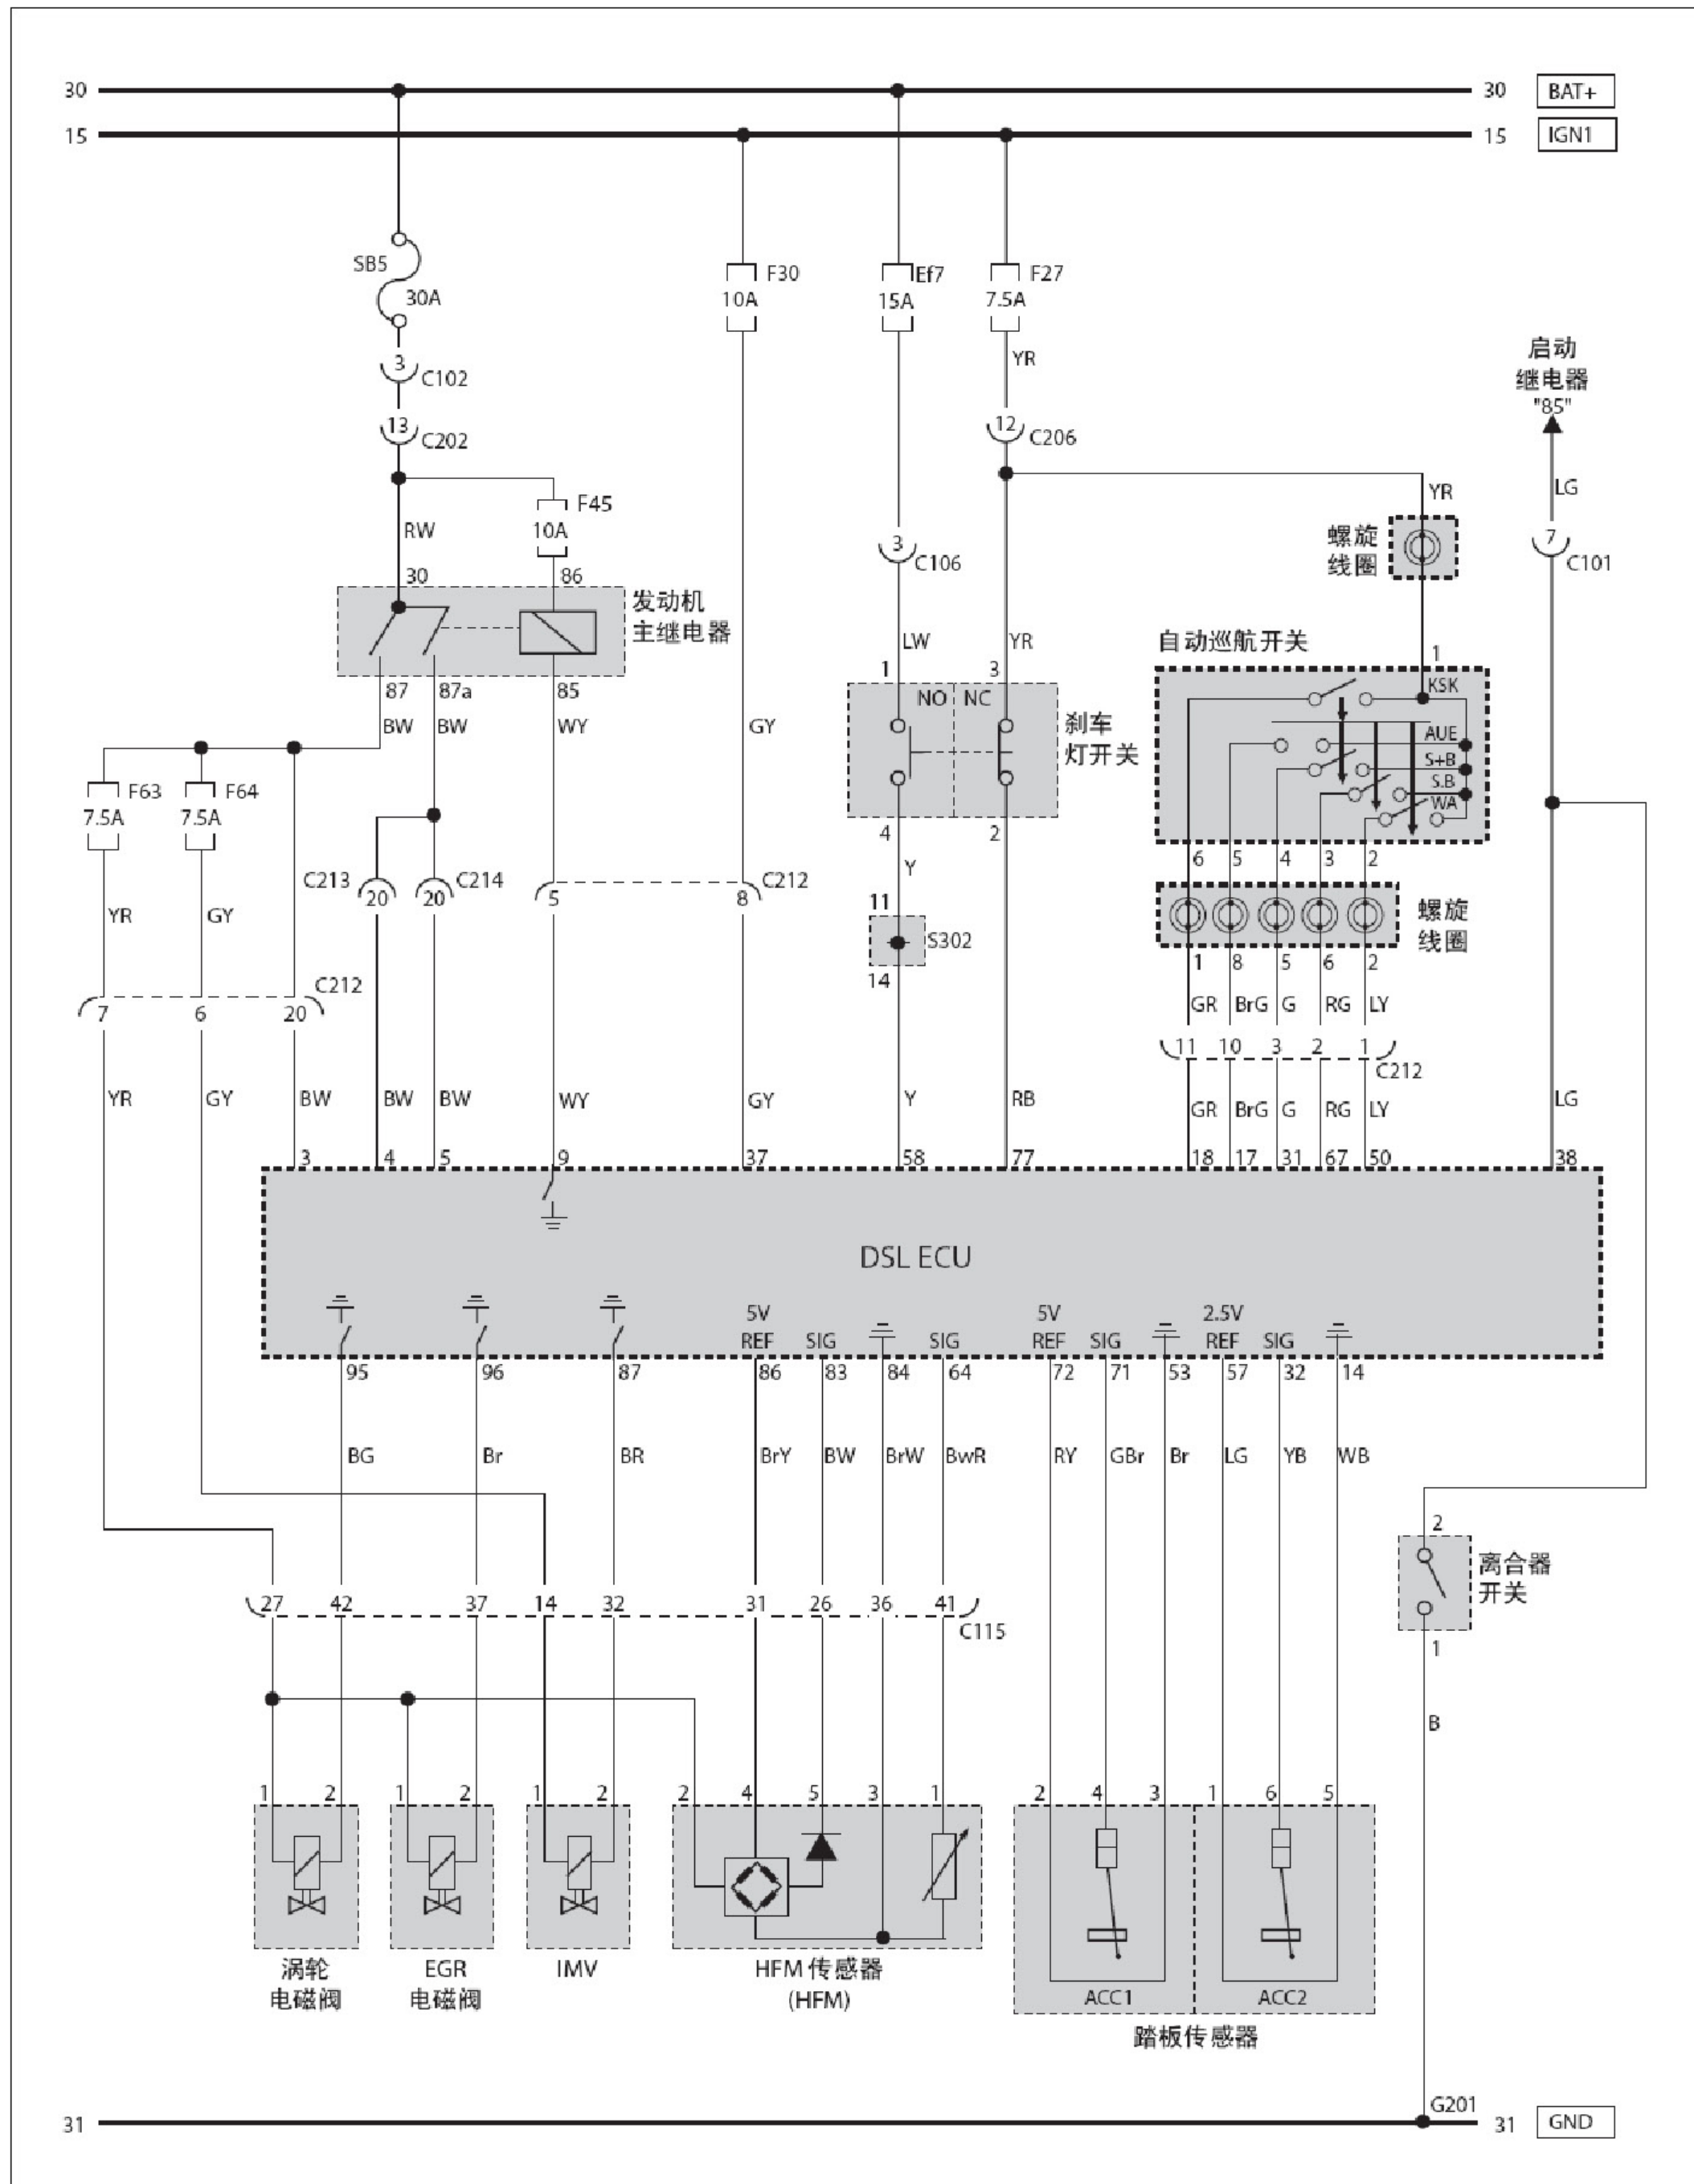 30 30 BAT+
15 15 IGN1
SB5
30A
F30
10A
Ef7
15A
F27
7.5A
YR
启动
继电器
"85"
3 C102
13 C202
12 C206
F45
10A
RW
YR
LG
3 C106
螺旋
线圈
7 C101
30 86
发动机
主继电器
LW YR
自动巡航开关
1
87 87a 85
1 3
NO NC
KSK
AUE
S+B
S.B
WA
BW BW WY GY
刹车
灯开关
F63
7.5A
F64
7.5A
4 2
6 5 4 3 2
Y
C213 20 20 C214
5 8 C212
YR GY
11
S302
14
螺旋
线圈
1 8 5 6 2
C212
7 6 20
GR BrG G RG LY
11 10 3 2 1
C212
YR GY BW BW BW WY GY Y RB GR BrG G RG LY LG
3 4 5 9 37 58 77 18 17 31 67 50 38
DSL ECU
5V 5V 2.5V
REF SIG SIG REF SIG REF SIG
95 96 87 86 83 84 64 72 71 53 57 32 14
BG Br BR BrY BW BrW BwR RY GBr Br LG YB WB
2
离合器
开关
1
27 42 37 14 32 31 26 36 41
C115
B
1 2 1 2 1 2 2 4 5 3 1 2 4 3 1 6 5
涡轮
电磁阀
EGR
电磁阀
IMV
HFM 传感器
(HFM)
ACC1 ACC2
踏板传感器
G201
31 31 GND